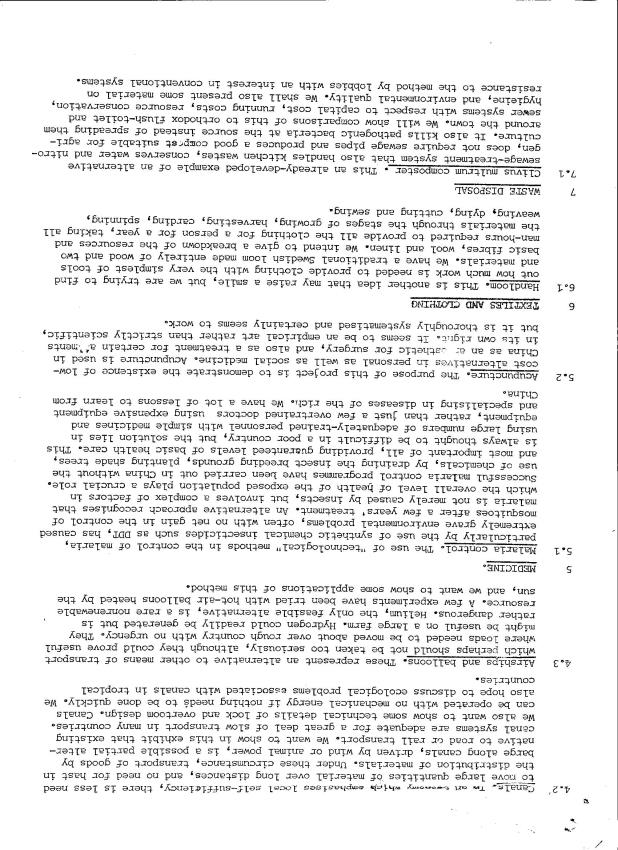 4.2 Canals. In an economy which emphasises local self-sufficiency, there is less need
to move large quantities of material over long distances, and no need for hast in
the distribution of materials. Under these circumstance, transport of goods by
barge along canals, driven by wind or animal power, is a possible partial alter-
native to road or rail transport. We want to show in this exhibit that existing
canal systems are adequate for a great deal of slow transport in many countries.
We also want to show some technical details of lock and overtoom design. Canals
can be operated with no mechanical energy if nothing needs to be done quickly. We
also hope to discuss ecological problems associated with canals in tropical
countries.
4.3 Airships and balloons. These represent an alternative to other means of transport
which perhaps should not be taken too seriously, although they could prove useful
where loads needed to be moved about over rough country with no urgency. They
might be useful on a large farm. Hydrogen could readily be generated but is
rather dangerous. Helium, the only feasible alternative, is a rare nonrenewable
resource. A few experiments have been tried with hot-air balloons heated by the
sun, and we want to show some applications of this method.
5 MEDICINE.
5.1 Malaria control. The use of "technological" methods in the control of malaria,
particularly by the use of synthetic chemical insecticides such as DDT, has caused
extremely grave environmental problems, often with no net gain in the control of
mosquitoes after a few years' treatment. An alternative approach recognises that
malaria is not merely caused by insects, but involves a complex of factors in
which the overall level of health of the exposed population plays a crucial role.
Successful malaria control programmes have been carried out in China without the
use of chemicals, by draining the insect breeding grounds, planting shade trees,
and most important of all, providing guaranteed levels of basic health care. This
is always thought to be difficult in a poor country, but the solution lies in
using large numbers of adequately-trained personnel with simple medicines and
equipment, rather than just a few overtrained doctors using expensive equipment
and specialising in diseases of the rich. We have a lot of lessons to learn from
China.
5.2 Acupuncture. The purpose of this project is to demonstrate the existence of low-
cost alternatives in personal as well as social medicine. Acupuncture is used in
China as an aesthetic for surgery, and also as a treatment for certain ailments
in its own right. It seems to be an empirical art rather than strictly scientific,
but it is thoroughly systematised and certainly seems to work.
6 TEXTILES AND CLOTHING
6.1 Handloom. This is another idea that may raise a smile, but we are trying to find
out how much work is needed to provide clothing with the very simplest of tools
and materials. We have a traditional Swedish loom made entirely of wood and two
basic fibres, wool and linen. We intend to give a breakdown of the resources and
man-hours required to provide all the clothing for a person for a year, taking all
the materials through the stages of growing, harvesting, carding, spinning,
weaving, dying, cutting and sewing.
7 WASTE DISPOSAL
7.1 Clivus multrum composter. This an already-developed example of an alternative
sewage-treatment system that also handles kitchen wastes, conserves water and nitro-
gen, does not require sewage pipes and produces a good compost suitable for agri-
culture. It also kills pathogenic bacteria at the source instead of spreading them
around the town. We will show comparisons of this to orthodox flush-toilet and
sewer systems with respect to capital cost, running costs, resource conservation,
hygieine, and environmental quality. We shall also present some material on
resistance to the method by lobbies with an interest in conventional systems.